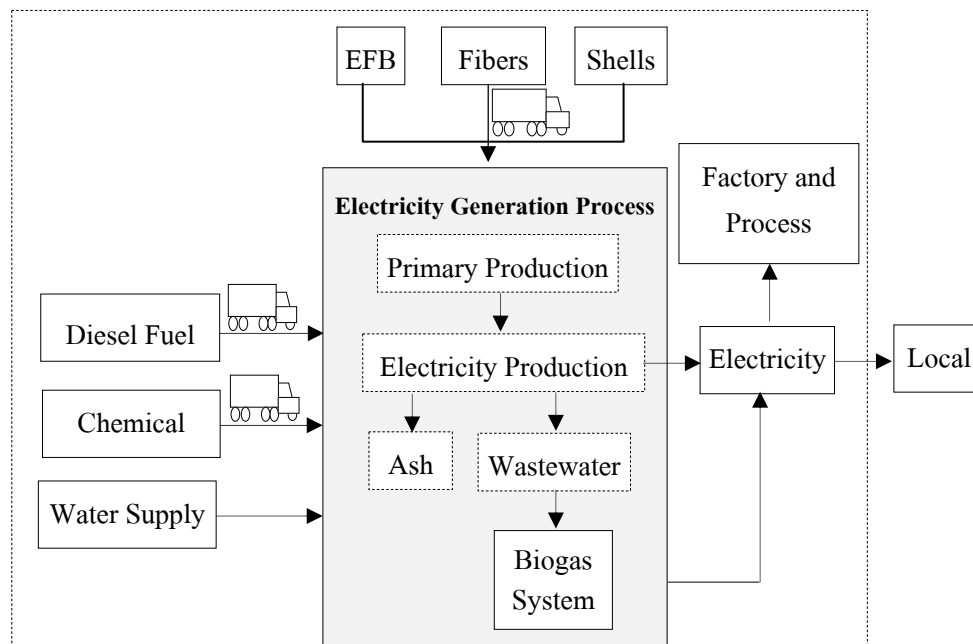 EFB
Fibers
Shells
Electricity Generation Process
Factory and
Process
Primary Production
Diesel Fuel
Electricity Production
Electricity
Local
Chemical
Ash
Wastewater
Water Supply
Biogas
System